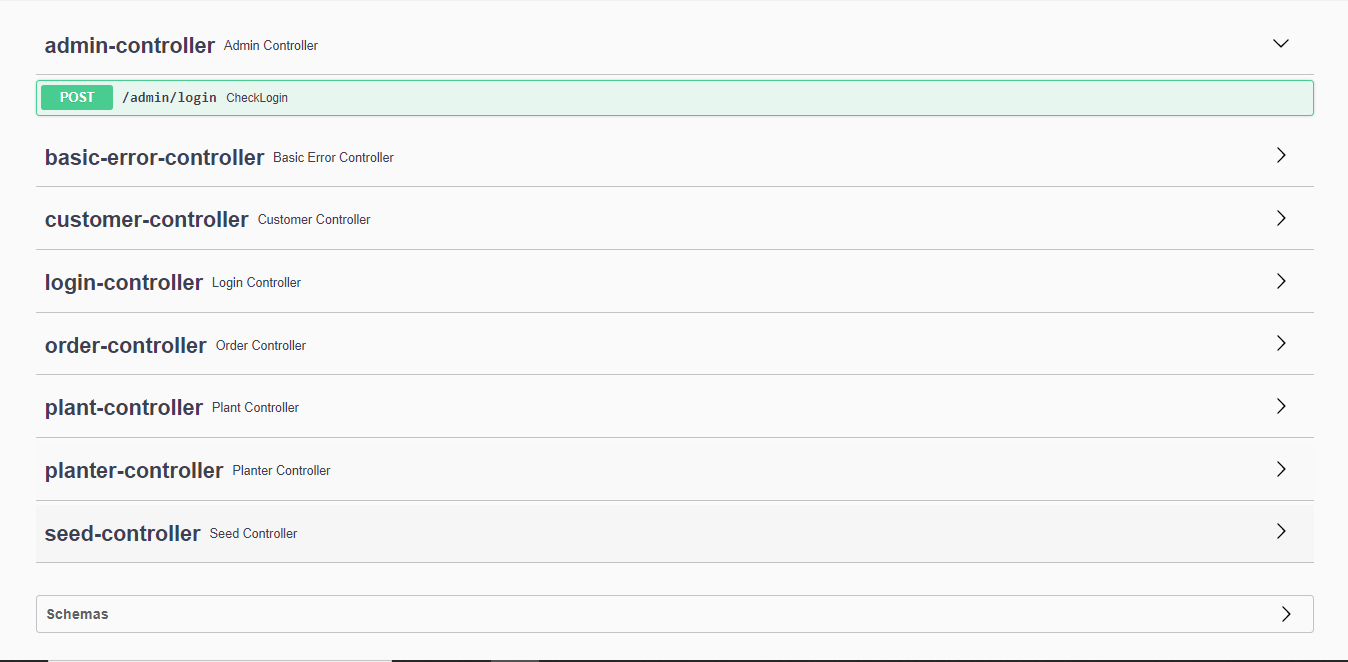 admin-controller Admin Controller
POST /admin/login CheckLogin
basic-error-controller Basic Error Controller
customer-controller Customer Controller
login-controller Login Controller
order-controller Order Controller
plant-controller Plant Controller
planter-controller Planter Controller
seed-controller Seed Controller
Schemas